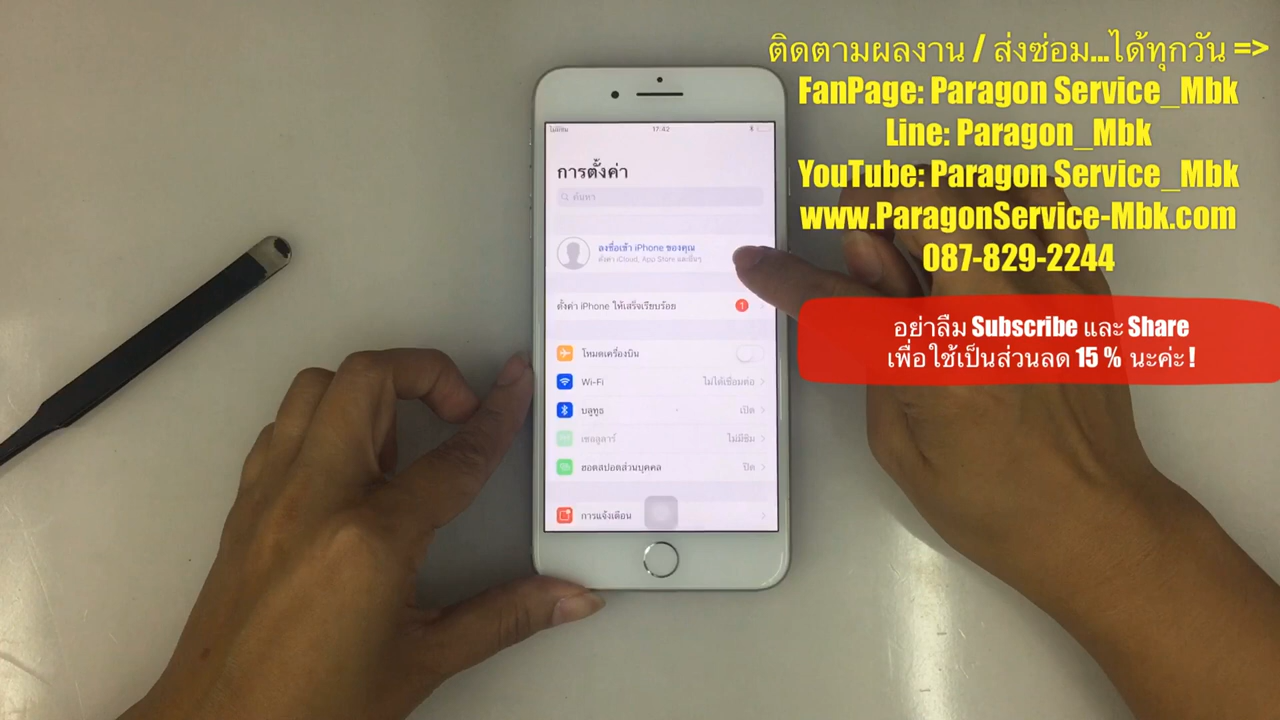 ติดตามผลงาน / ส่งซ่อม...ได้ทุกวัน =>
FanPage: Paragon Service_Mbk
Line: Paragon_Mbk
YouTube: Paragon Service_Mbk
www.ParagonService-Mbk.com
087-829-2244
อย่าลืม Subscribe และ Share
เพื่อใช้เป็นส่วนลด 15 % นะค่ะ !
ไม่มีซิม 17:42
การตั้งค่า
ค้นหา
ลงชื่อเข้า iPhone ของคุณ
ตั้งค่า iCloud, App Store และอื่นๆ
ตั้งค่า iPhone ให้เสร็จเรียบร้อย 1
โหมดเครื่องบิน
Wi-Fi ไม่ได้เชื่อมต่อ
บลูทูธ เปิด
เซลลูลาร์ ไม่มีซิม
ฮอตสปอตส่วนบุคคล ปิด
การแจ้งเตือน